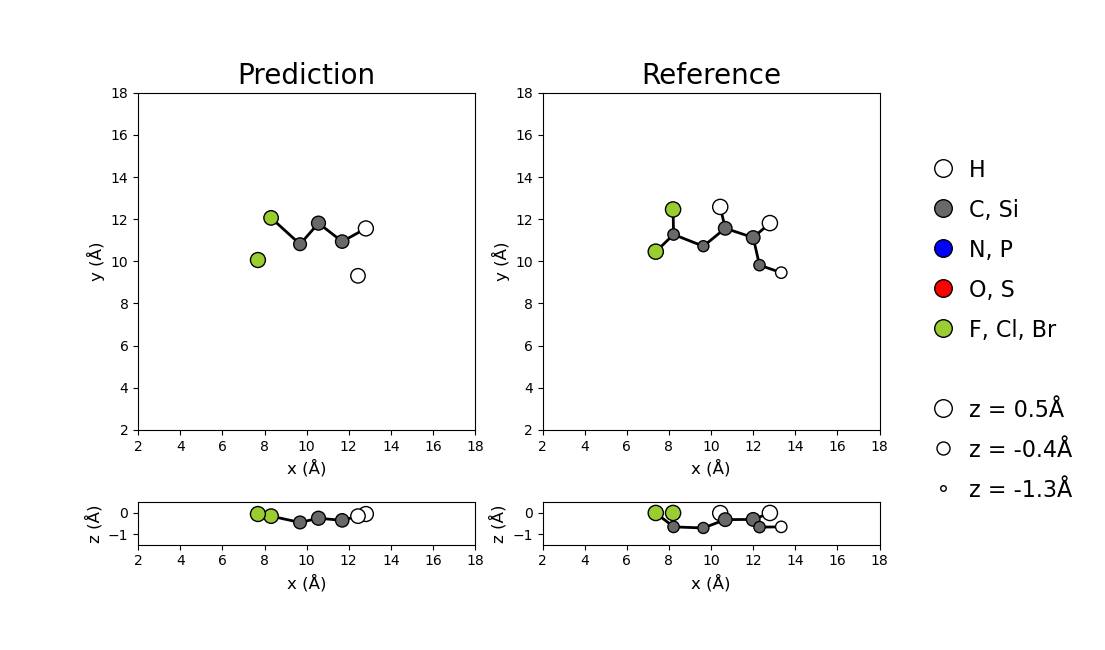 Prediction
Reference
18
16
14
12
10
8
6
4
2
y (Å)
2 4 6 8 10 12 14 16 18
x (Å)
18
16
14
12
10
8
6
4
2
y (Å)
2 4 6 8 10 12 14 16 18
x (Å)
H
C, Si
N, P
O, S
F, Cl, Br
z = 0.5Å
z = -0.4Å
z = -1.3Å
0
−1
z (Å)
2 4 6 8 10 12 14 16 18
x (Å)
0
−1
z (Å)
2 4 6 8 10 12 14 16 18
x (Å)